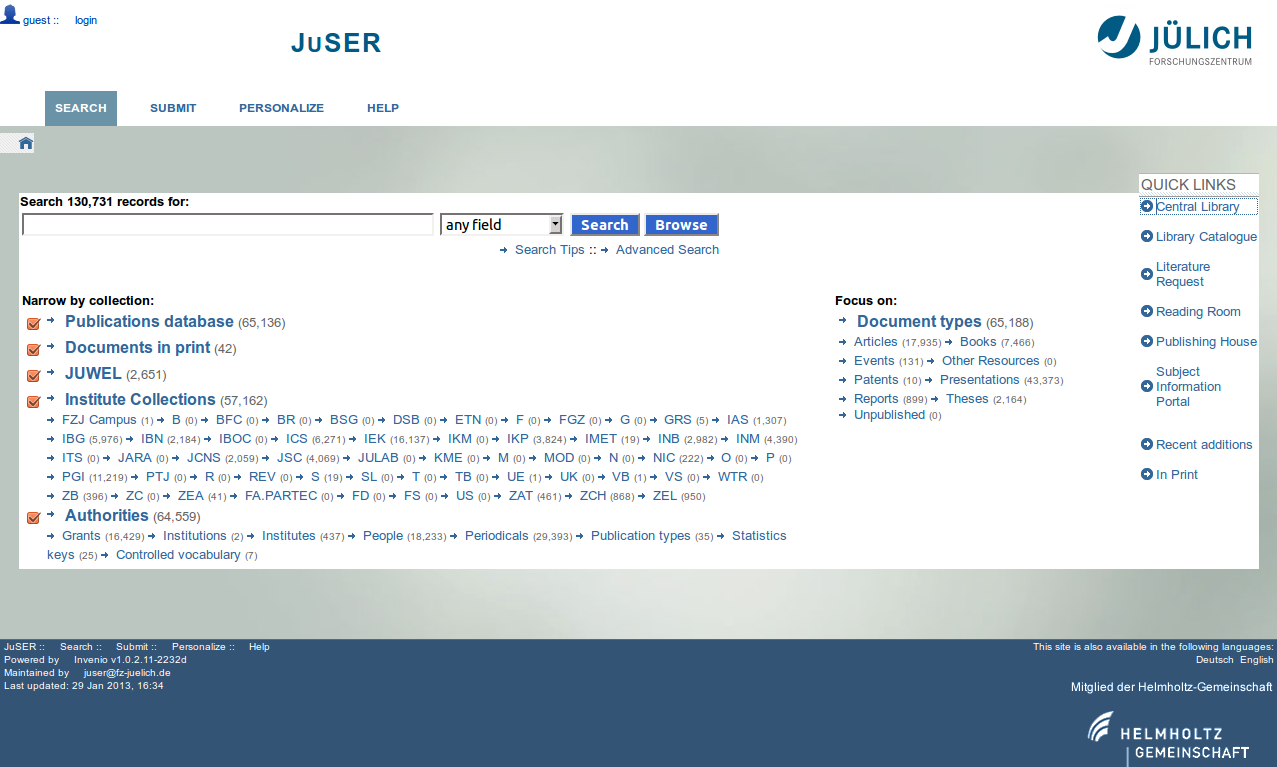 guest :: login
JUSER
JÜLICH
FORSCHUNGSZENTRUM
SEARCH SUBMIT PERSONALIZE HELP
QUICK LINKS
Central Library
Library Catalogue
Literature
Request
Reading Room
Publishing House
Subject
Information
Portal
Recent additions
In Print
Search 130,731 records for:
any field Search Browse
Search Tips :: Advanced Search
Narrow by collection:
Publications database (65,136)
Documents in print (42)
JUWEL (2,651)
Institute Collections (57,162)
FZJ Campus (1) B (0) BFC (0) BR (0) BSG (0) DSB (0) ETN (0) F (0) FGZ (0) G (0) GRS (5) IAS (1,307)
IBG (5,976) IBN (2,184) IBOC (0) ICS (6,271) IEK (16,137) IKM (0) IKP (3,824) IMET (19) INB (2,982) INM (4,390)
ITS (0) JARA (0) JCNS (2,059) JSC (4,069) JULAB (0) KME (0) M (0) MOD (0) N (0) NIC (222) O (0) P (0)
PGI (11,219) PTJ (0) R (0) REV (0) S (19) SL (0) T (0) TB (0) UE (1) UK (0) VB (1) VS (0) WTR (0)
ZB (396) ZC (0) ZEA (41) FA.PARTEC (0) FD (0) FS (0) US (0) ZAT (461) ZCH (868) ZEL (950)
Authorities (64,559)
Grants (16,429) Institutions (2) Institutes (437) People (18,233) Periodicals (29,393) Publication types (35) Statistics
keys (25) Controlled vocabulary (7)
Focus on:
Document types (65,188)
Articles (17,935) Books (7,466)
Events (131) Other Resources (0)
Patents (10) Presentations (43,373)
Reports (899) Theses (2,164)
Unpublished (0)
JuSER :: Search :: Submit :: Personalize :: Help
Powered by Invenio v1.0.2.11-2232d
Maintained by juser@fz-juelich.de
Last updated: 29 Jan 2013, 16:34
This site is also available in the following languages:
Deutsch English
Mitglied der Helmholtz-Gemeinschaft
HELMHOLTZ
GEMEINSCHAFT